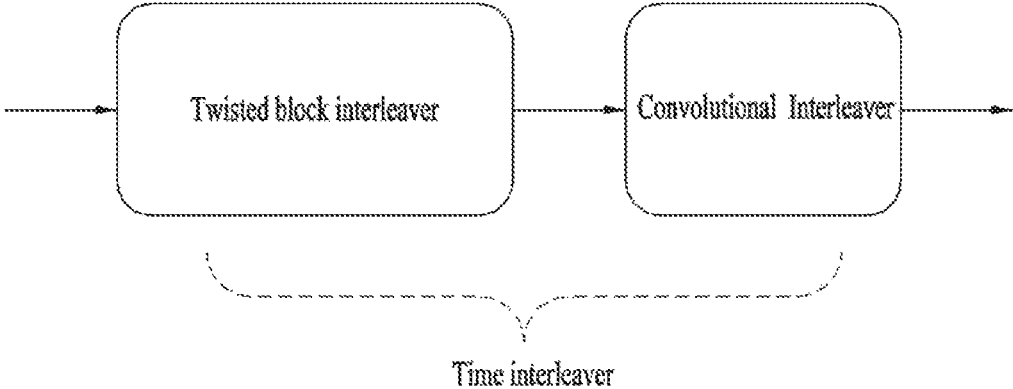 Twisted block interleaver
Convolutional Interleaver
Time interleaver